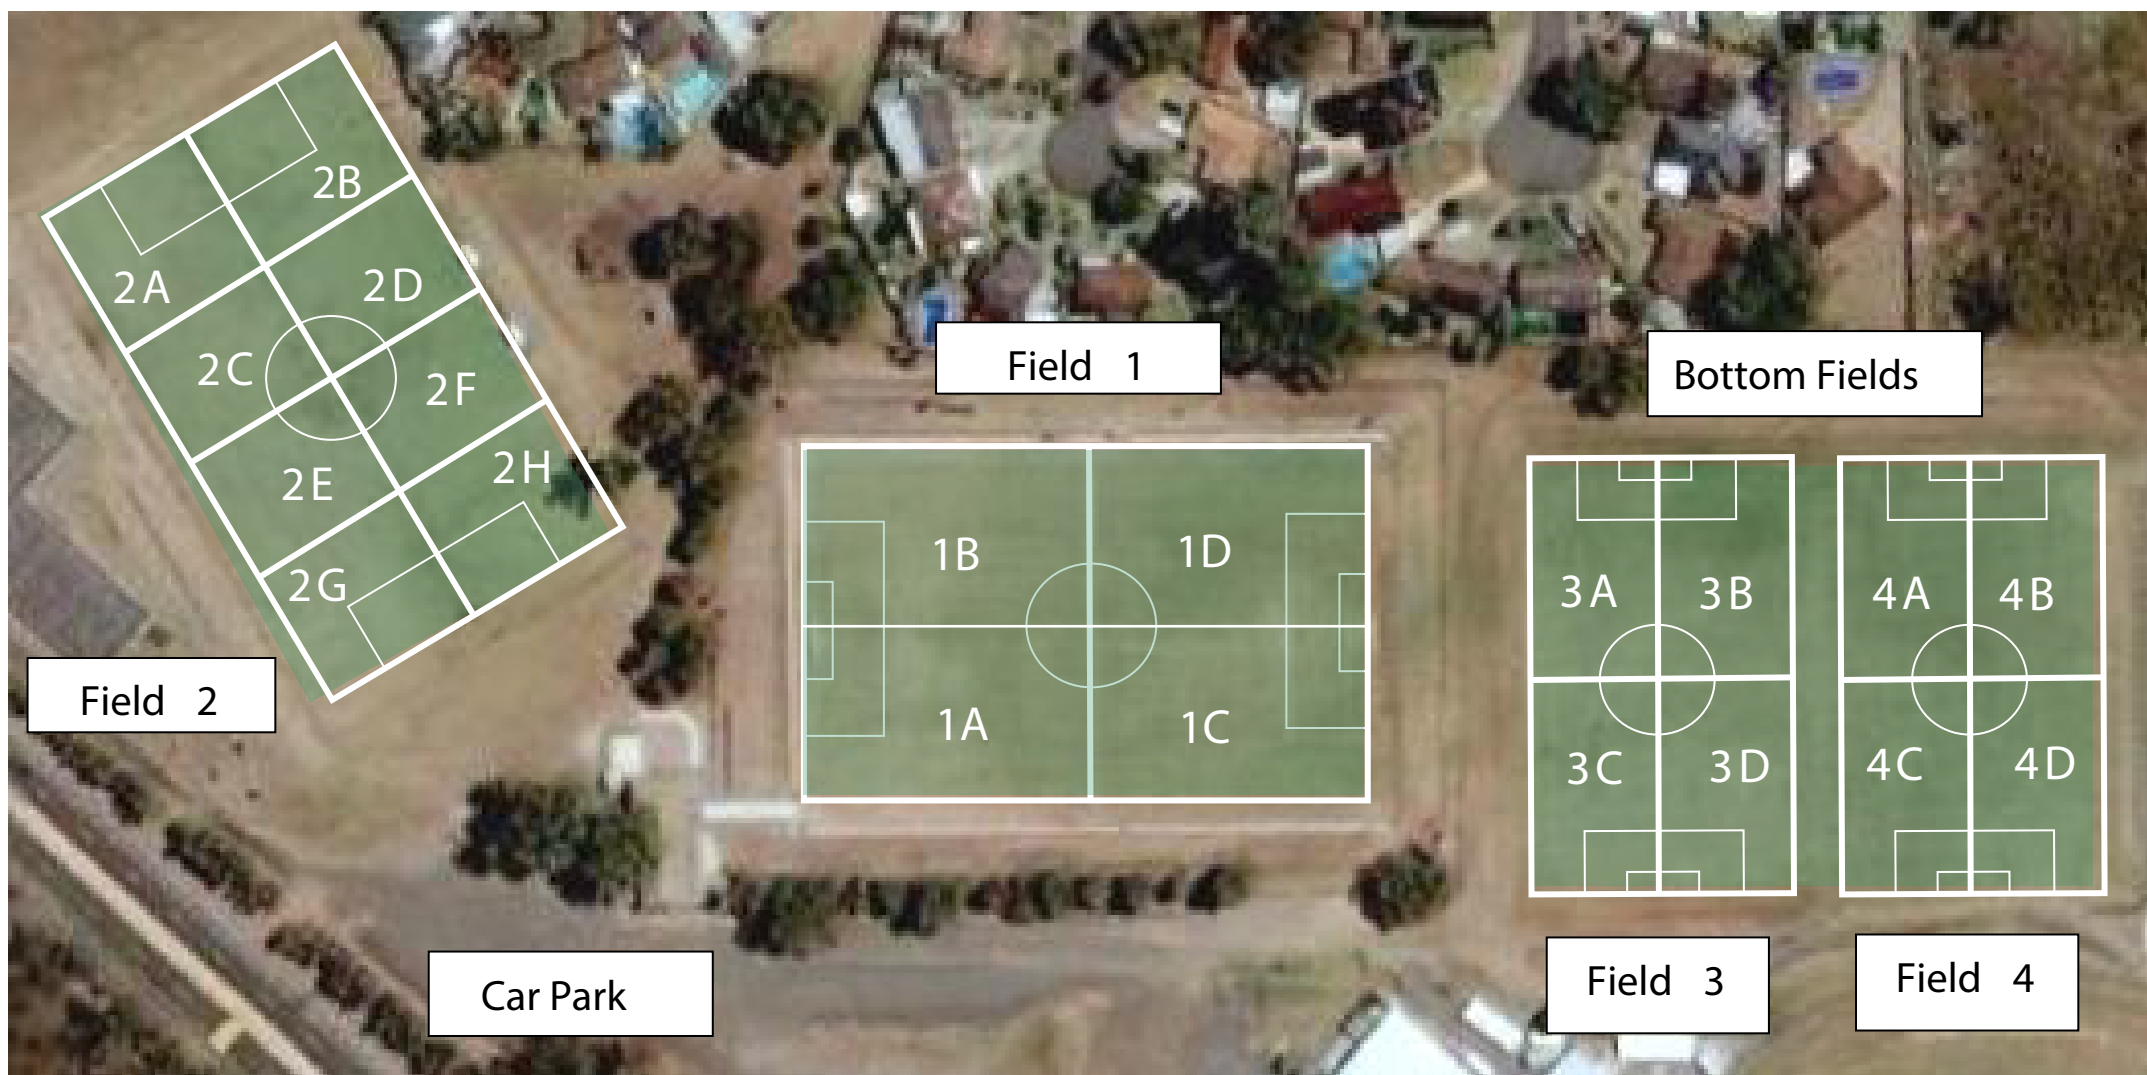 2B
2A
2D
2C
2F
2E
2H
2G
Field 2
Field 1
1B
1D
1A
1C
Bottom Fields
3A
3B
3C
3D
4A
4B
4C
4D
Field 3
Field 4
Car Park